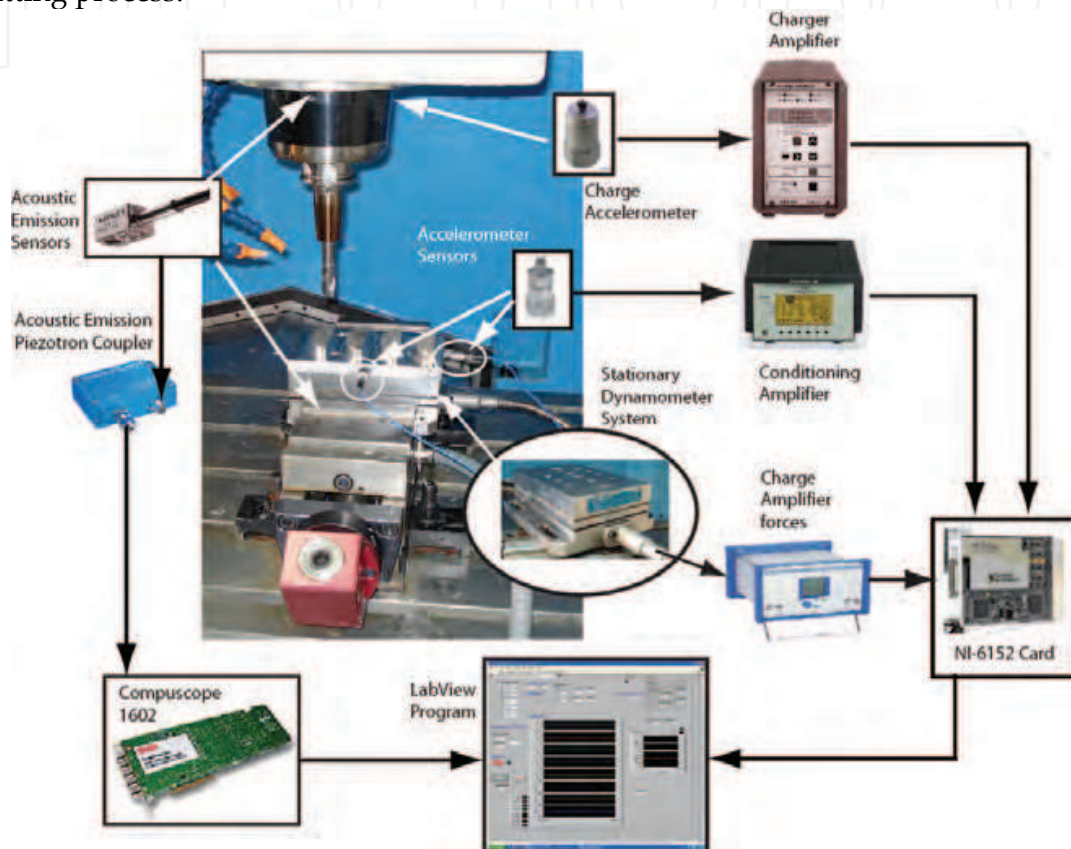 Charger
Amplifier
Acoustic
Emission
Sensors
Charge
Accelerometer
Accelerometer
Sensors
Acoustic Emission
Piezotron Coupler
Stationary
Dynamometer
System
Conditioning
Amplifier
Charge
Amplifier
forces
NI-6152 Card
Compuscope
1602
LabView
Program